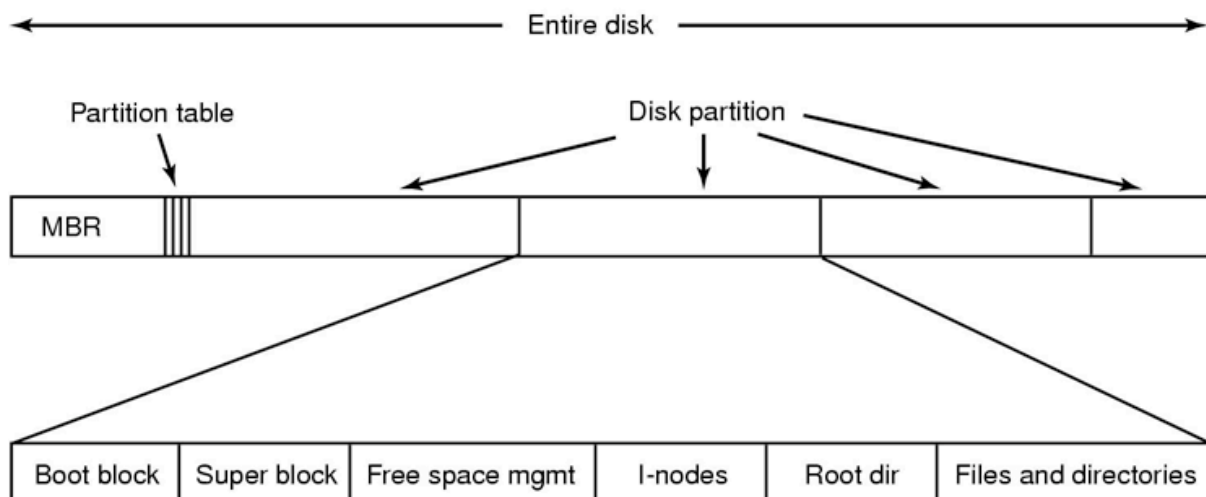 Entire disk
Partition table
Disk partition
MBR
Boot block
Super block
Free space mgmt
I-nodes
Root dir
Files and directories